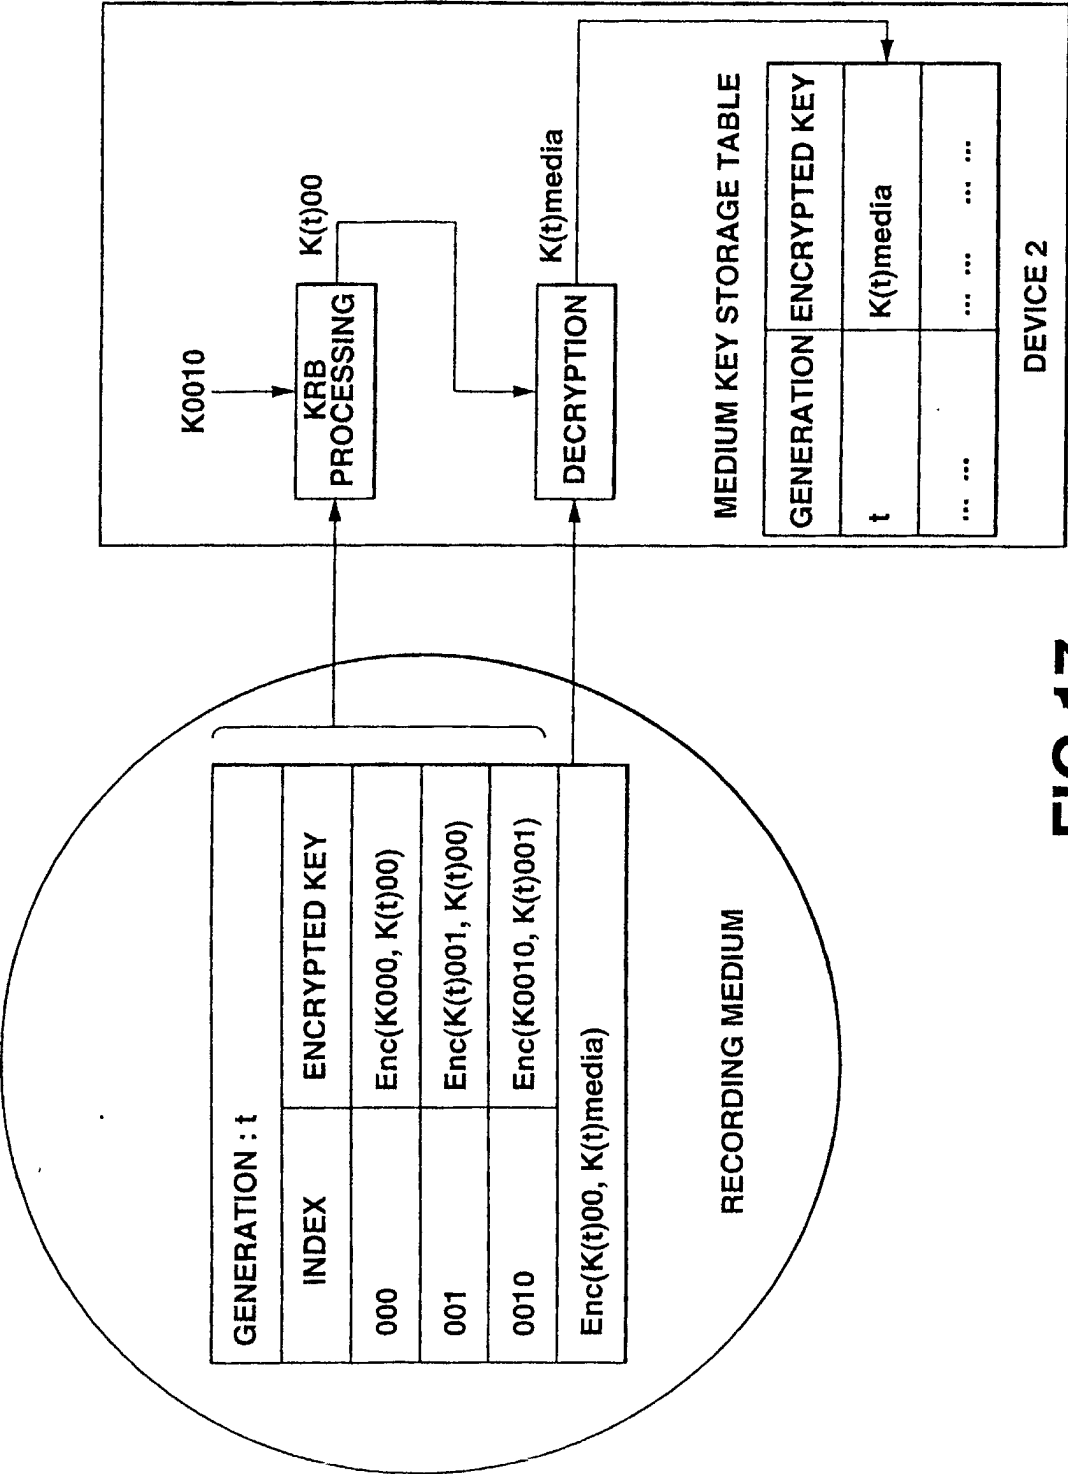 GENERATION : t
INDEX ENCRYPTED KEY
000 Enc(K000, K(t)00)
001 Enc(K(t)001, K(t)00)
0010 Enc(K0010, K(t)001)
Enc(K(t)00, K(t)media)
RECORDING MEDIUM
K0010
KRB
PROCESSING
K(t)00
DECRYPTION
K(t)media
MEDIUM KEY STORAGE TABLE
GENERATION ENCRYPTED KEY
t K(t)media
... ... ... ... ... ...
DEVICE 2